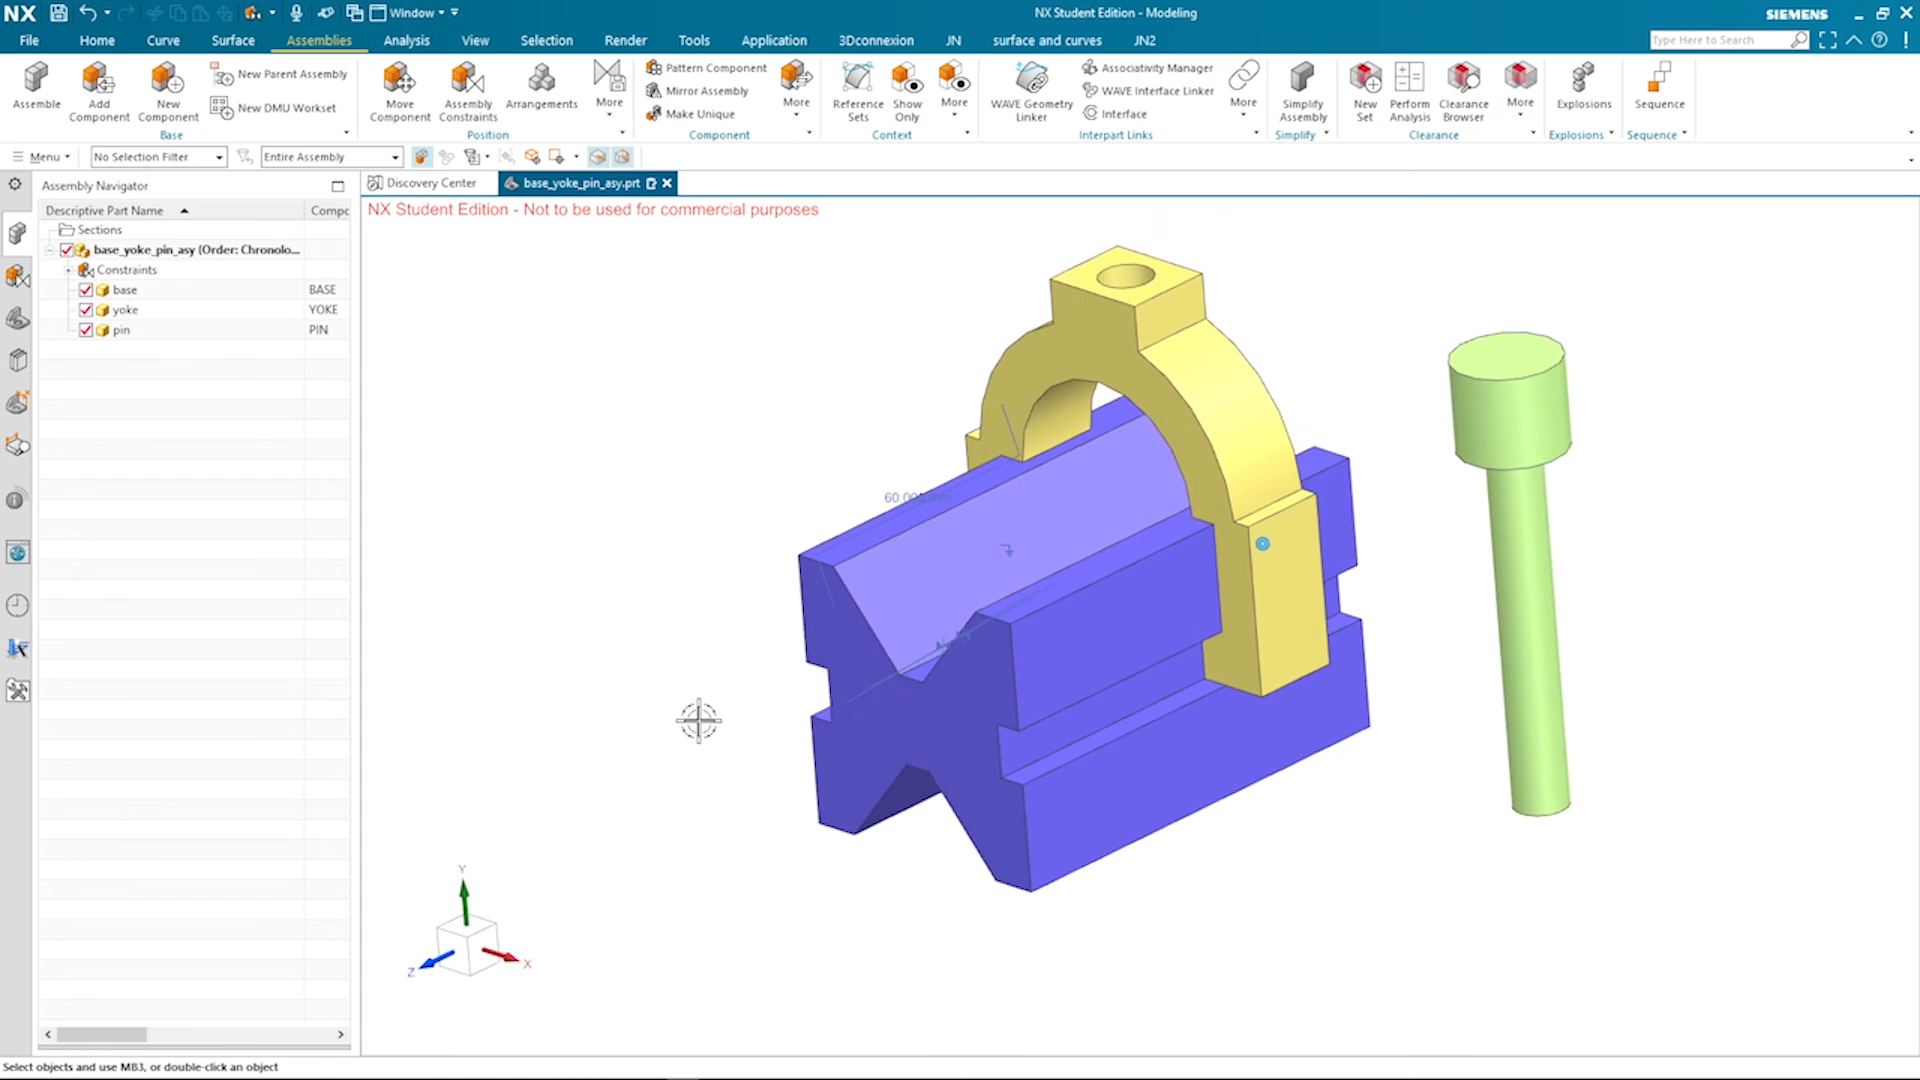 NX
Window
NX Student Edition - Modeling
SIEMENS
File Home Curve Surface Assemblies Analysis View Selection Render Tools Application 3Dconnexion JN surface and curves JN2
Type Here to Search
Assemble
Add Component
New Component
New Parent Assembly
New DMU Workset
Base
Move Component
Assembly Constraints
Arrangements
More
Position
Pattern Component
Mirror Assembly
Make Unique
More
Component
Reference Sets
Show Only
More
Context
WAVE Geometry Linker
Associativity Manager
WAVE Interface Linker
Interface
More
Interpart Links
Simplify Assembly
Simplify
New Set
Perform Analysis
Clearance Browser
More
Clearance
Explosions
Explosions
Sequence
Sequence
Menu
No Selection Filter
Entire Assembly
Assembly Navigator
Discovery Center
base_yoke_pin_asy.prt
Descriptive Part Name Compo
NX Student Edition - Not to be used for commercial purposes
Sections
base_yoke_pin_asy (Order: Chronolo...
Constraints
base BASE
yoke YOKE
pin PIN
Y
Z
X
Select objects and use MB3, or double-click an object